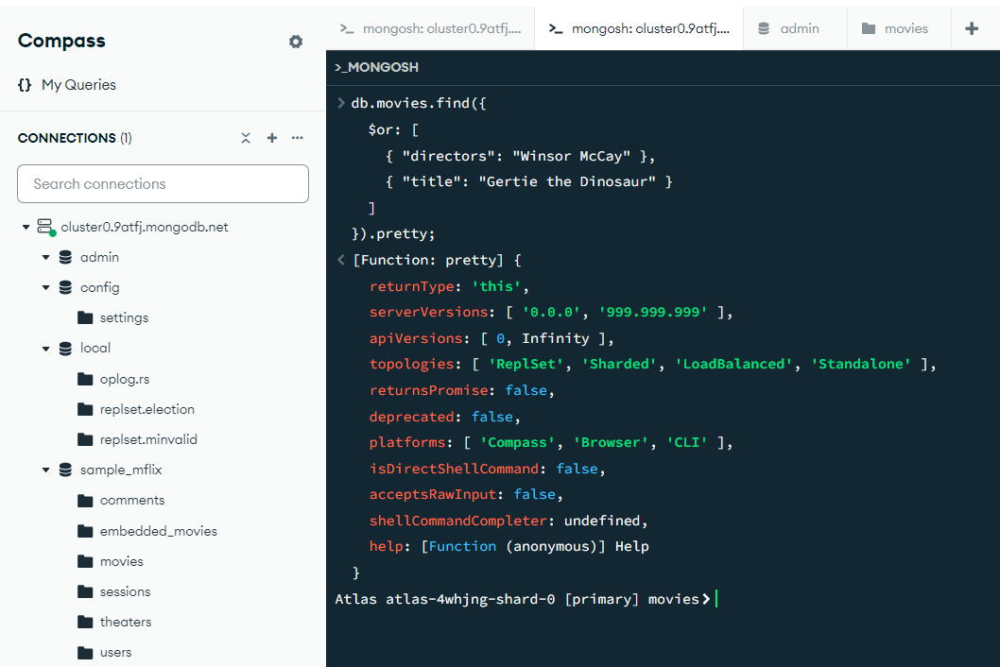 Compass
{} My Queries
CONNECTIONS (1)
Search connections
cluster0.9atfj.mongodb.net
admin
config
settings
local
oplog.rs
replset.election
replset.minvalid
sample_mflix
comments
embedded_movies
movies
sessions
theaters
users
>_ mongosh: cluster0.9atfj....
>_ mongosh: cluster0.9atfj....
admin
movies
>_MONGOSH
> db.movies.find({
$or: [
{ "directors": "Winsor McCay" },
{ "title": "Gertie the Dinosaur" }
]
}).pretty;
< [Function: pretty] {
returnType: 'this',
serverVersions: [ '0.0.0', '999.999.999' ],
apiVersions: [ 0, Infinity ],
topologies: [ 'ReplSet', 'Sharded', 'LoadBalanced', 'Standalone' ],
returnsPromise: false,
deprecated: false,
platforms: [ 'Compass', 'Browser', 'CLI' ],
isDirectShellCommand: false,
acceptsRawInput: false,
shellCommandCompleter: undefined,
help: [Function (anonymous)] Help
}
Atlas atlas-4whjng-shard-0 [primary] movies>